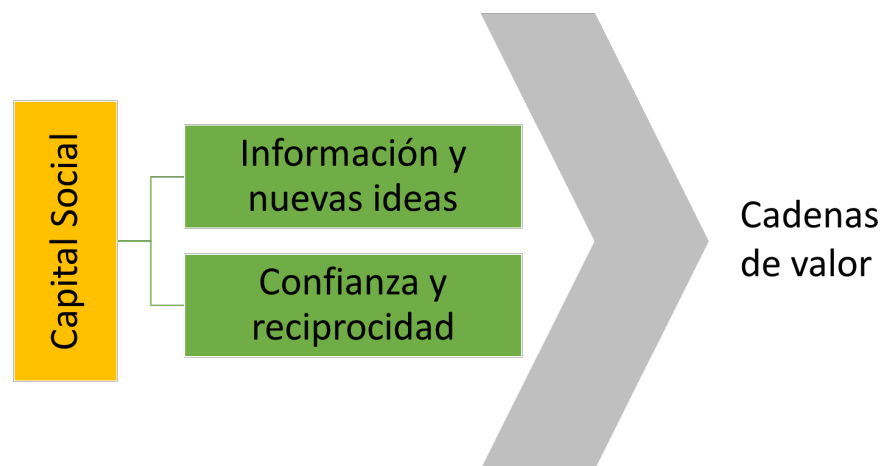 Capital Social
Información y
nuevas ideas
Confianza y
reciprocidad
Cadenas
de valor